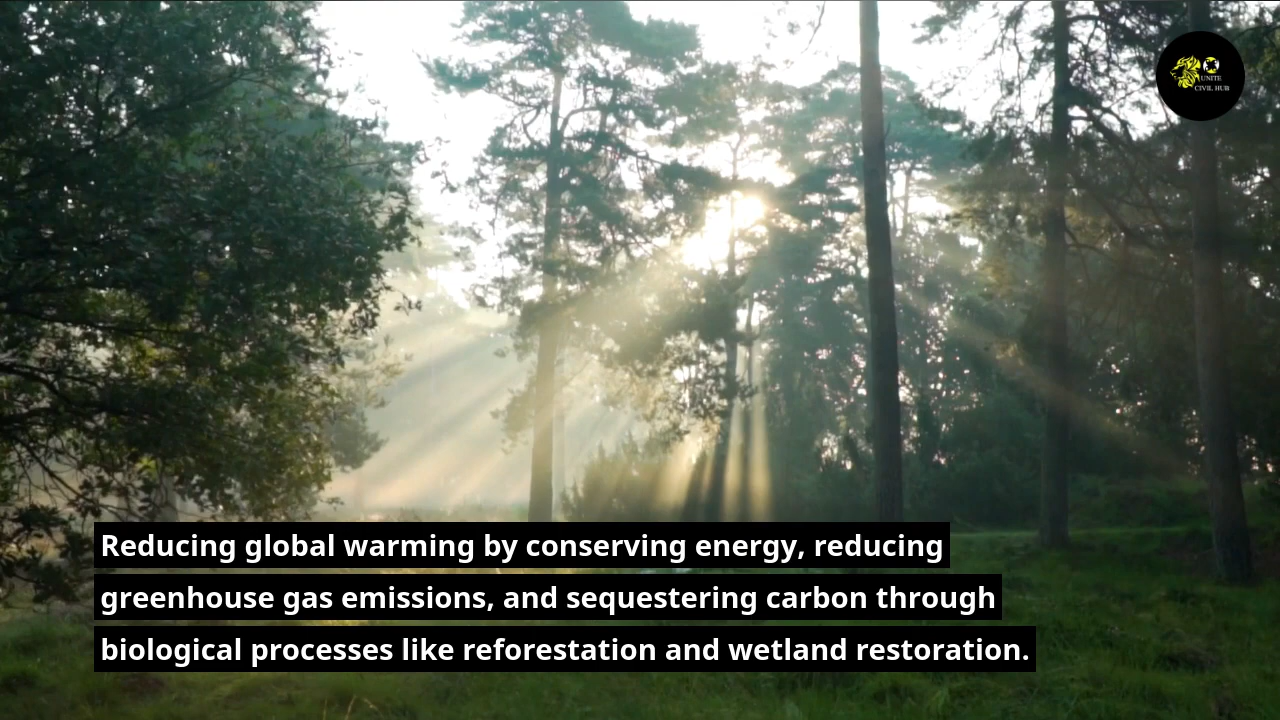 UNITE
CIVIL HUB
Reducing global warming by conserving energy, reducing
greenhouse gas emissions, and sequestering carbon through
biological processes like reforestation and wetland restoration.